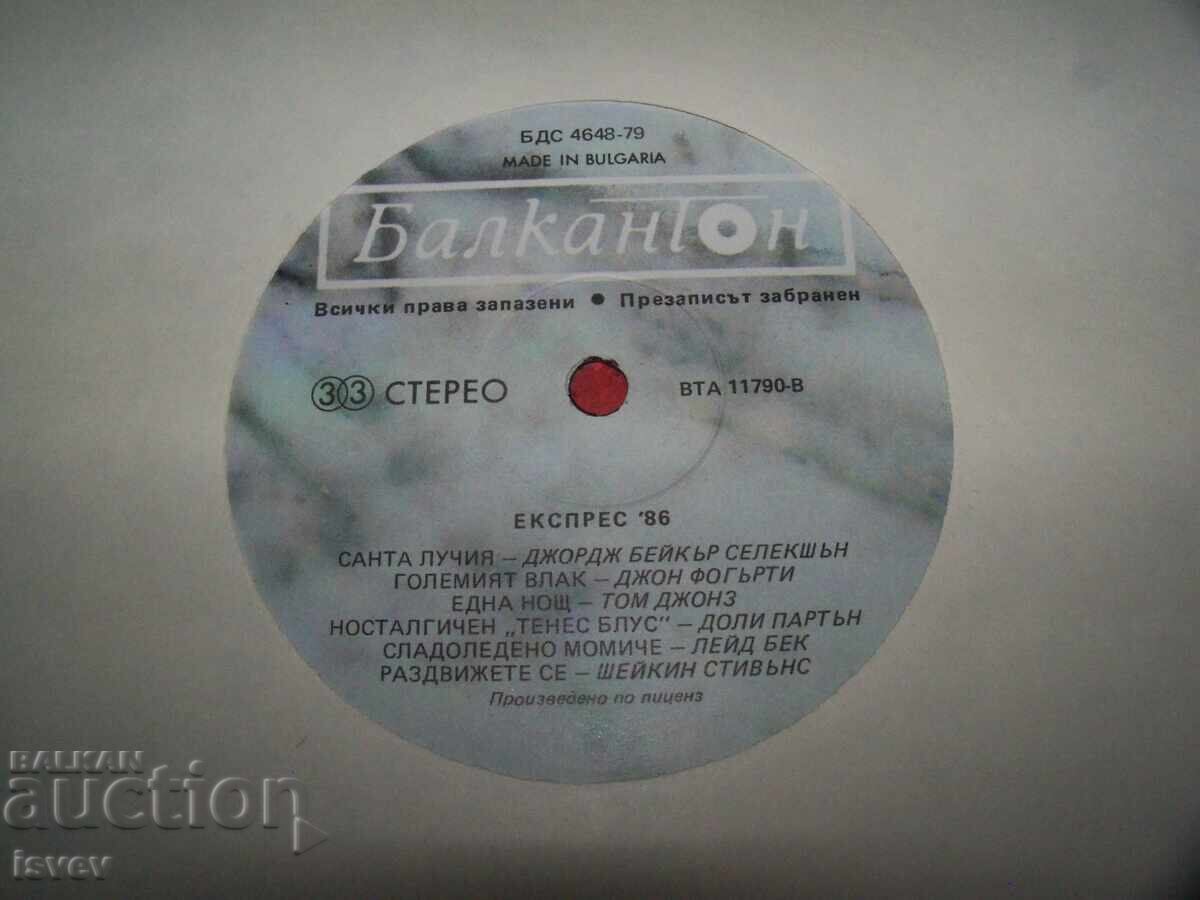 БДС 4648-79
MADE IN BULGARIA
Балкантон
Всички права запазени ● Презаписът забранен
33 СТЕРЕО
ВТА 11790-В
ЕКСПРЕС '86
САНТА ЛУЧИЯ – ДЖОРДЖ БЕЙКЪР СЕЛЕКШЪН
ГОЛЕМИЯТ ВЛАК – ДЖОН ФОГЪРТИ
ЕДНА НОЩ – ТОМ ДЖОНЗ
НОСТАЛГИЧЕН „ТЕНЕС БЛУС" – ДОЛИ ПАРТЪН
СЛАДОЛЕДЕНО МОМИЧЕ – ЛЕЙД БЕК
РАЗДВИЖЕТЕ СЕ – ШЕЙКИН СТИВЪНС
Произведено по лиценз
BALKAN
auction
isvev